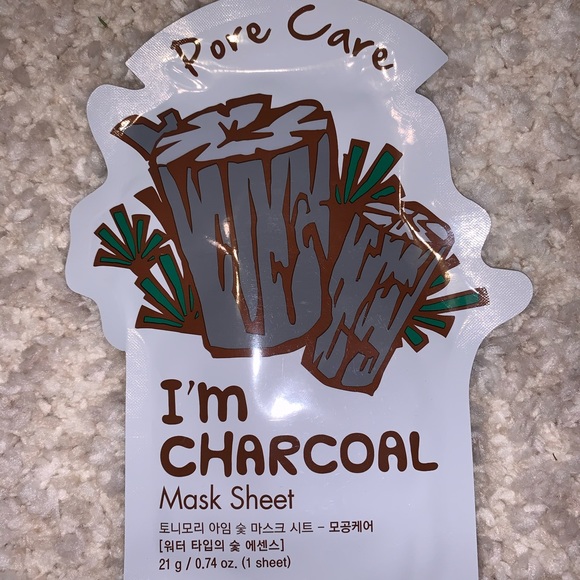 Pore Care
I'm
CHARCOAL
Mask Sheet
토니모리 아임 숯 마스크 시트 - 모공케어
[워터 타입의 숯 에센스]
21 g / 0.74 oz. (1 sheet)